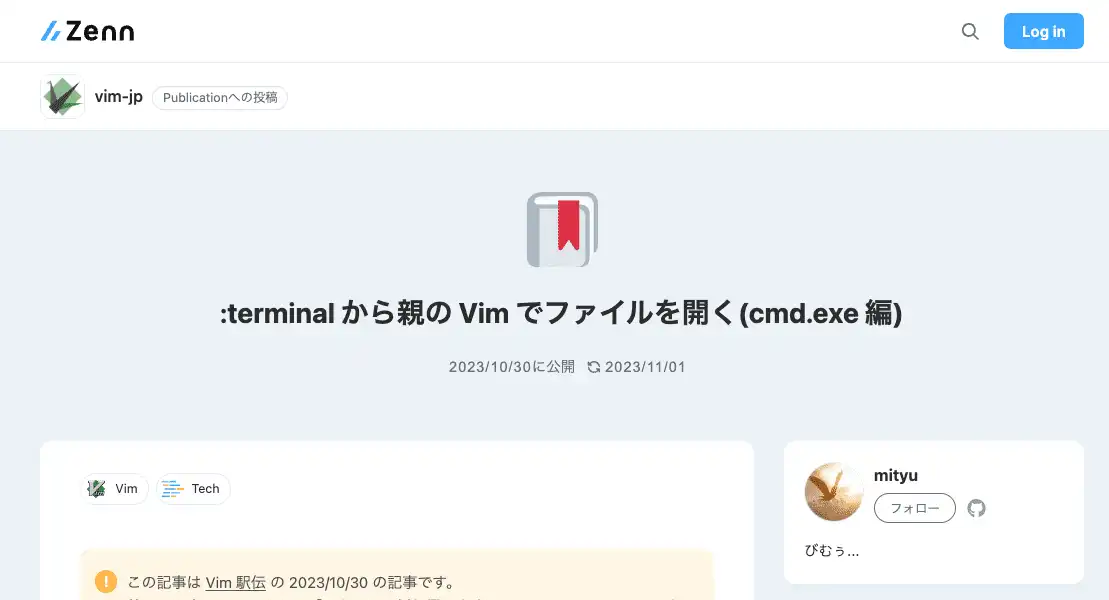 Zenn
Log in
vim-jp Publicationへの投稿
:terminal から親の Vim でファイルを開く(cmd.exe 編)
2023/10/30に公開 2023/11/01
Vim Tech
mityu
フォロー
びむぅ...
この記事は Vim 駅伝 の 2023/10/30 の記事です。